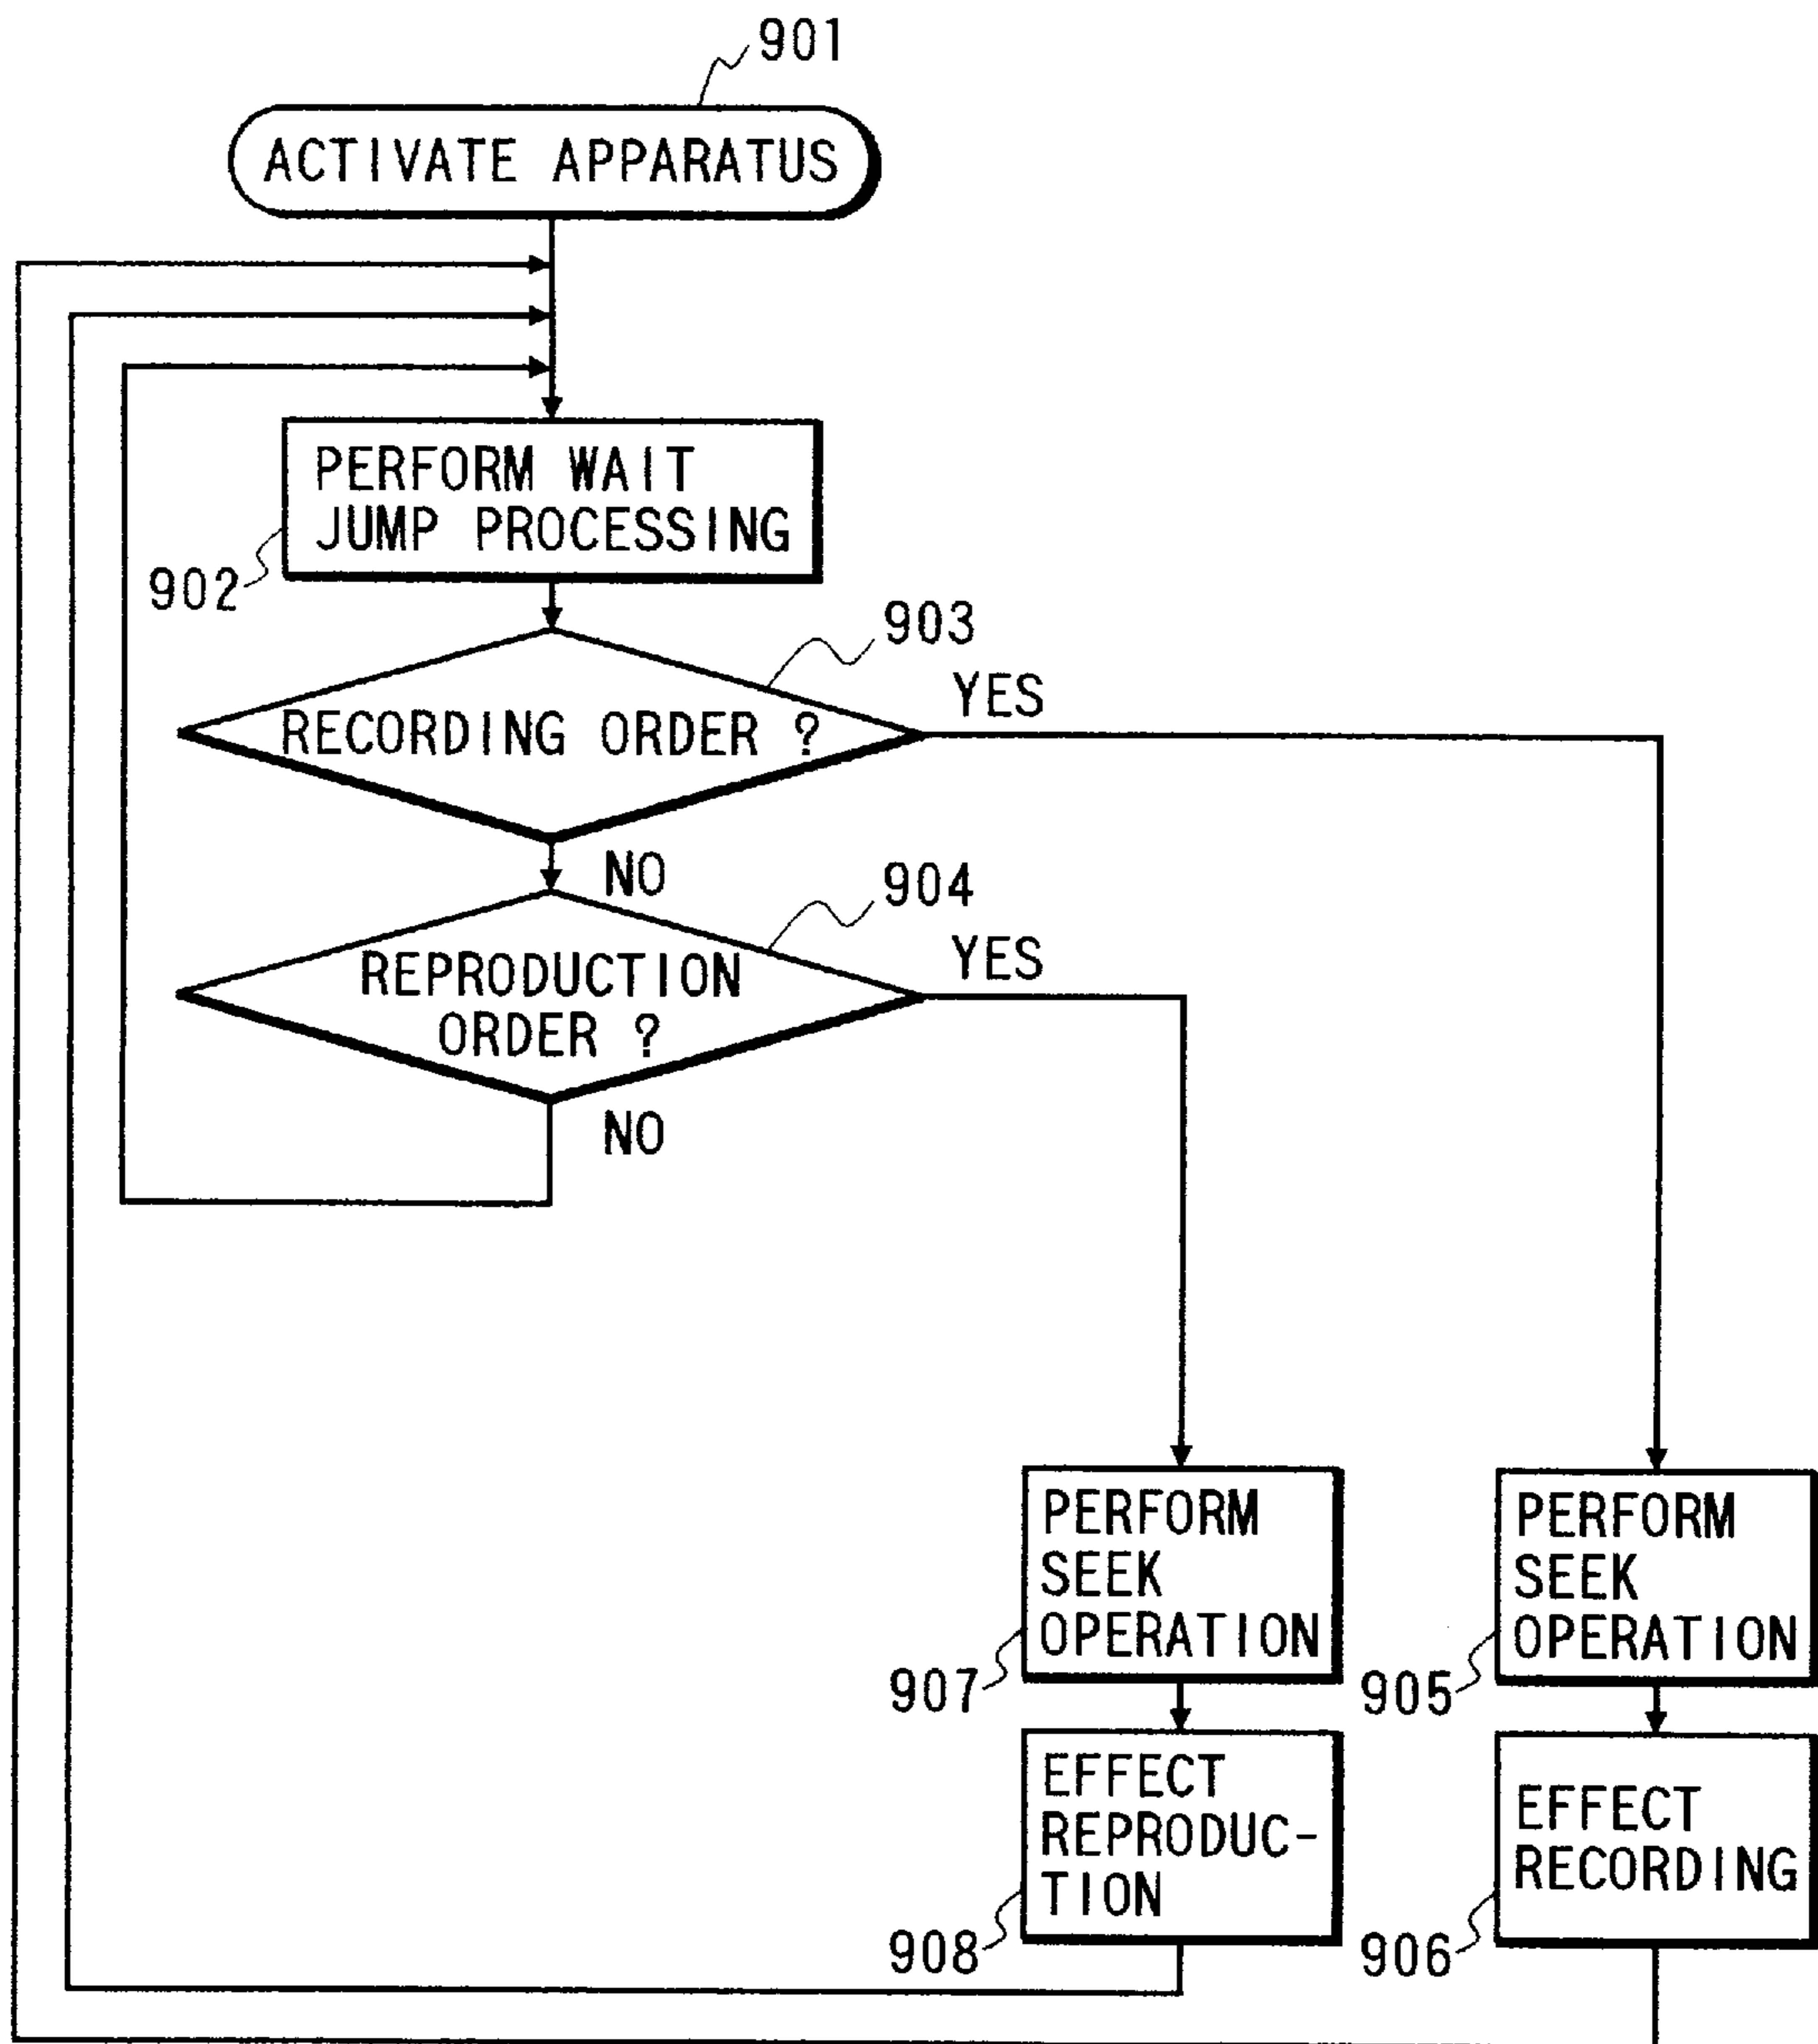 901
ACTIVATE APPARATUS
PERFORM WAIT
JUMP PROCESSING
902
903
YES
RECORDING ORDER ?
NO
904
YES
REPRODUCTION
ORDER ?
NO
PERFORM
SEEK
OPERATION
907
PERFORM
SEEK
OPERATION
905
EFFECT
REPRODUC-
TION
908
EFFECT
RECORDING
906